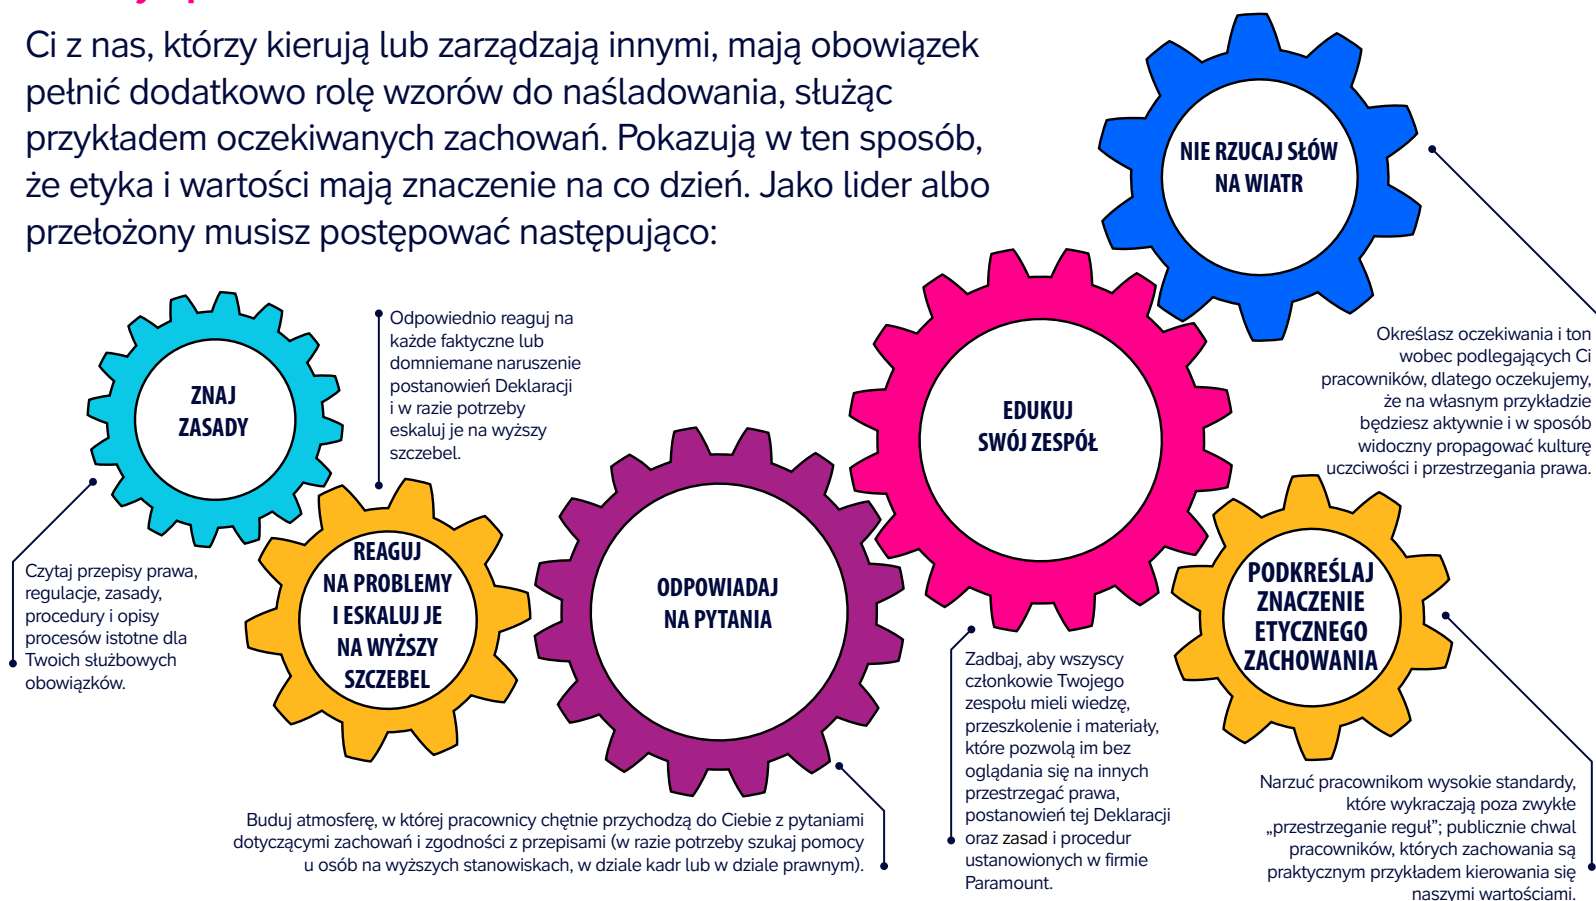 Ci z nas, którzy kierują lub zarządzają innymi, mają obowiązek
pełnić dodatkowo rolę wzorów do naśladowania, służąc
przykładem oczekiwanych zachowań. Pokazują w ten sposób,
że etyka i wartości mają znaczenie na co dzień. Jako lider albo
przełożony musisz postępować następująco:
ZNAJ
ZASADY
Czytaj przepisy prawa,
regulacje, zasady,
procedury i opisy
procesów istotne dla
Twoich służbowych
obowiązków.
Odpowiednio reaguj na
każde faktyczne lub
domniemane naruszenie
postanowień Deklaracji
i w razie potrzeby
eskaluj je na wyższy
szczebel.
REAGUJ
NA PROBLEMY
I ESKALUJ JE
NA WYŻSZY
SZCZEBEL
ODPOWIADAJ
NA PYTANIA
Buduj atmosferę, w której pracownicy chętnie przychodzą do Ciebie z pytaniami
dotyczącymi zachowań i zgodności z przepisami (w razie potrzeby szukaj pomocy
u osób na wyższych stanowiskach, w dziale kadr lub w dziale prawnym).
EDUKUJ
SWÓJ ZESPÓŁ
Zadbaj, aby wszyscy
członkowie Twojego
zespołu mieli wiedzę,
przeszkolenie i materiały,
które pozwolą im bez
oglądania się na innych
przestrzegać prawa,
postanowień tej Deklaracji
oraz zasad i procedur
ustanowionych w firmie
Paramount.
NIE RZUCAJ SŁÓW
NA WIATR
Określasz oczekiwania i ton
wobec podlegających Ci
pracowników, dlatego oczekujemy,
że na własnym przykładzie
będziesz aktywnie i w sposób
widoczny propagować kulturę
uczciwości i przestrzegania prawa.
PODKREŚLAJ
ZNACZENIE
ETYCZNEGO
ZACHOWANIA
Narzuć pracownikom wysokie standardy,
które wykraczają poza zwykłe
„przestrzeganie reguł”; publicznie chwal
pracowników, których zachowania są
praktycznym przykładem kierowania się
naszymi wartościami.